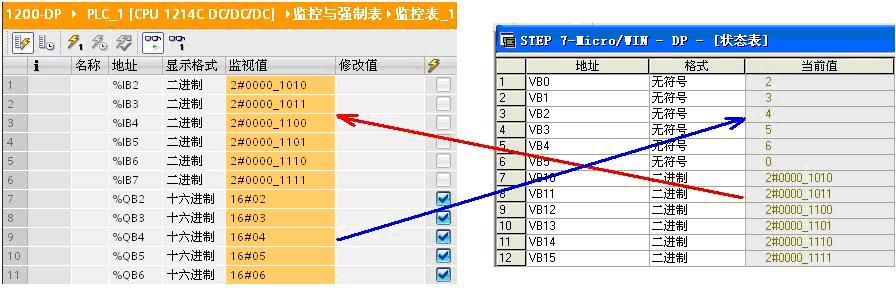 1200-DP ▸ PLC_1 [CPU 1214C DC/DC/DC] ▸监控与强制表▸监控表_1
i 名称 地址 显示格式 监视值 修改值
1 %IB2 二进制 2#0000_1010
2 %IB3 二进制 2#0000_1011
3 %IB4 二进制 2#0000_1100
4 %IB5 二进制 2#0000_1101
5 %IB6 二进制 2#0000_1110
6 %IB7 二进制 2#0000_1111
7 %QB2 十六进制 16#02
8 %QB3 十六进制 16#03
9 %QB4 十六进制 16#04
10 %QB5 十六进制 16#05
11 %QB6 十六进制 16#06
STEP 7-Micro/WIN - DP - [状态表]
地址 格式 当前值
1 VB0 无符号 2
2 VB1 无符号 3
3 VB2 无符号 4
4 VB3 无符号 5
5 VB4 无符号 6
6 VB5 无符号 0
7 VB10 二进制 2#0000_1010
8 VB11 二进制 2#0000_1011
9 VB12 二进制 2#0000_1100
10 VB13 二进制 2#0000_1101
11 VB14 二进制 2#0000_1110
12 VB15 二进制 2#0000_1111